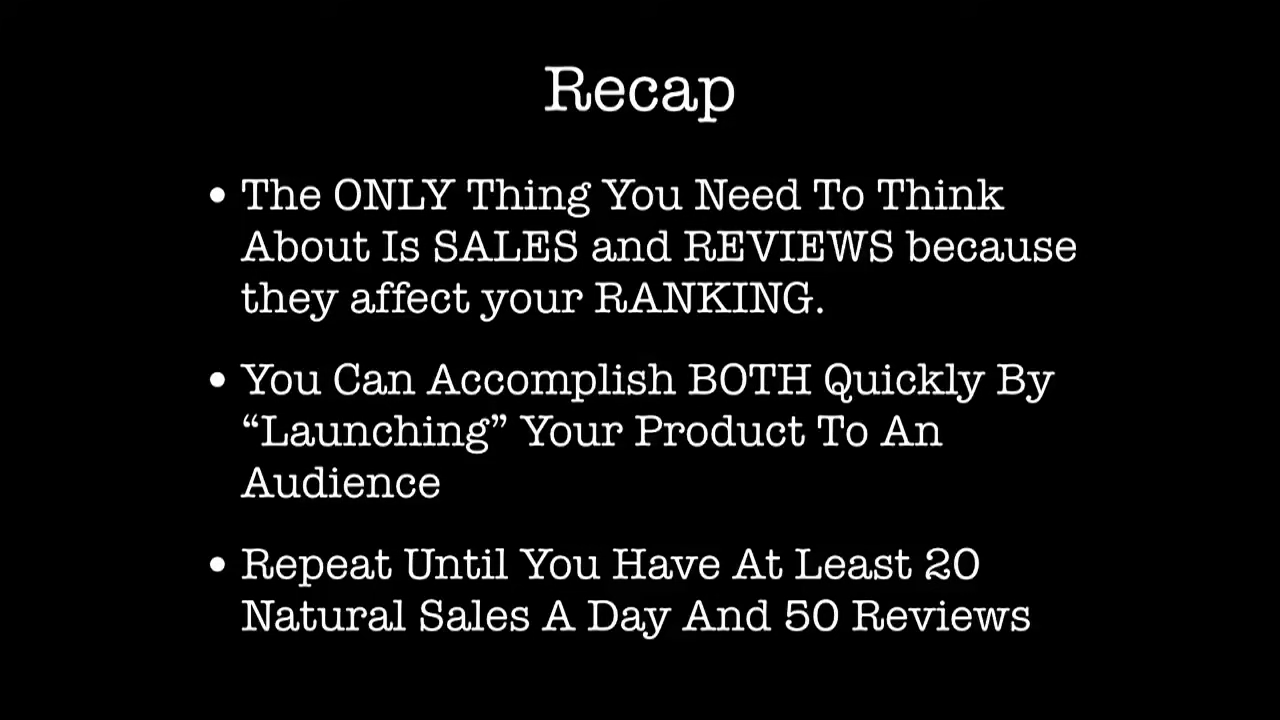 Recap
• The ONLY Thing You Need To Think
About Is SALES and REVIEWS because
they affect your RANKING.
• You Can Accomplish BOTH Quickly By
“Launching” Your Product To An
Audience
• Repeat Until You Have At Least 20
Natural Sales A Day And 50 Reviews